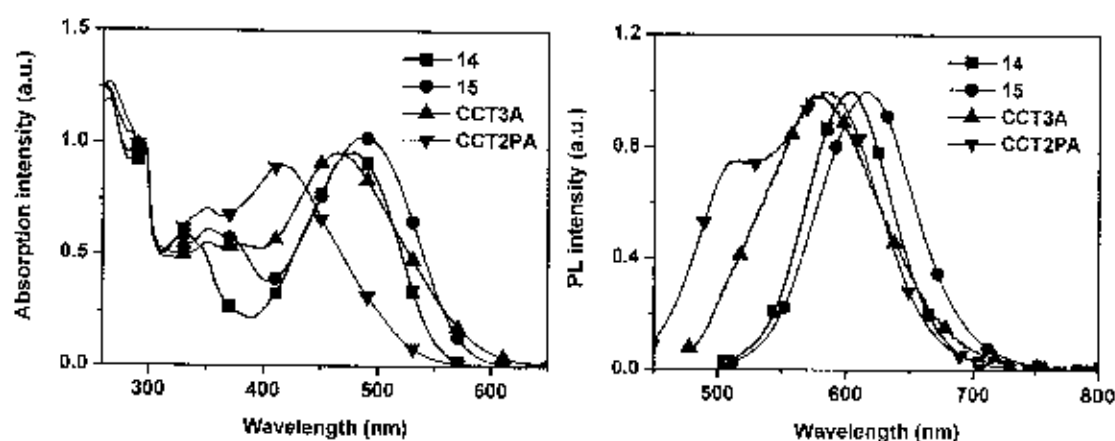 1.5
1.0
0.5
0.0
Absorption intensity (a.u.)
14
15
CCT3A
CCT2PA
300
400
500
600
Wavelength (nm)
1.2
0.8
0.4
0.0
PL intensity (a.u.)
14
15
CCT3A
CCT2PA
500
600
700
800
Wavelength (nm)